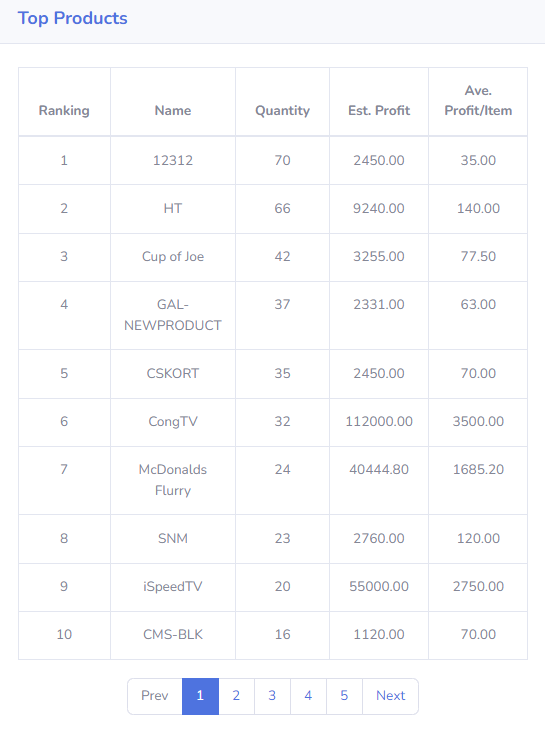 Top Products
Ave.
Ranking Name Quantity Est. Profit Profit/Item
1 12312 70 2450.00 35.00
2 HT 66 9240.00 140.00
3 Cup of Joe 42 3255.00 77.50
4 GAL- 37 2331.00 63.00
NEWPRODUCT
5 CSKORT 35 2450.00 70.00
6 CongTV 32 112000.00 3500.00
7 McDonalds 24 40444.80 1685.20
Flurry
8 SNM 23 2760.00 120.00
9 iSpeedTV 20 55000.00 2750.00
10 CMS-BLK 16 1120.00 70.00
Prev 1 2 3 4 5 Next